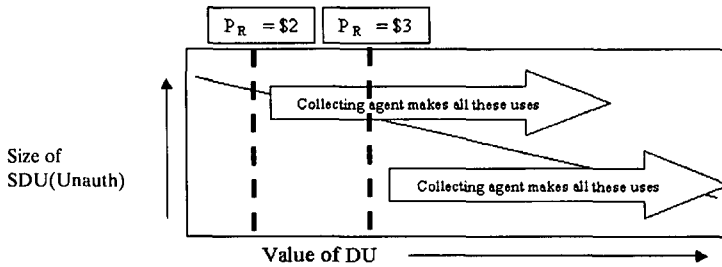 P_R = $2 P_R = $3
Collecting agent makes all these uses
Size of
SDU(Unauth)
Collecting agent makes all these uses
Value of DU